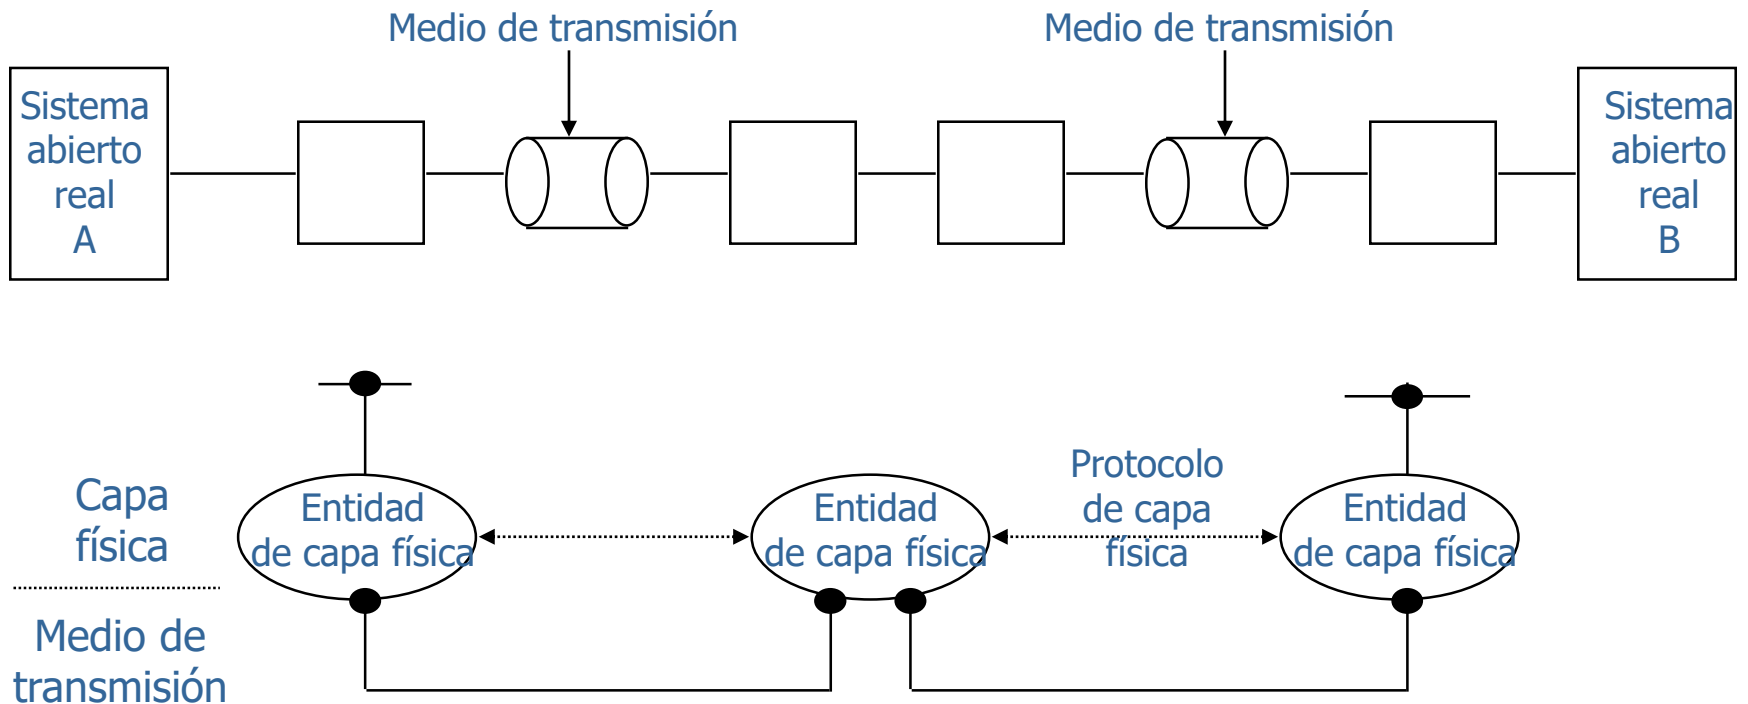 Medio de transmisión
Medio de transmisión
Sistema
abierto
real
A
Sistema
abierto
real
B
Capa
física
Medio de
transmisión
Entidad
de capa física
Entidad
de capa física
Protocolo
de capa
física
Entidad
de capa física